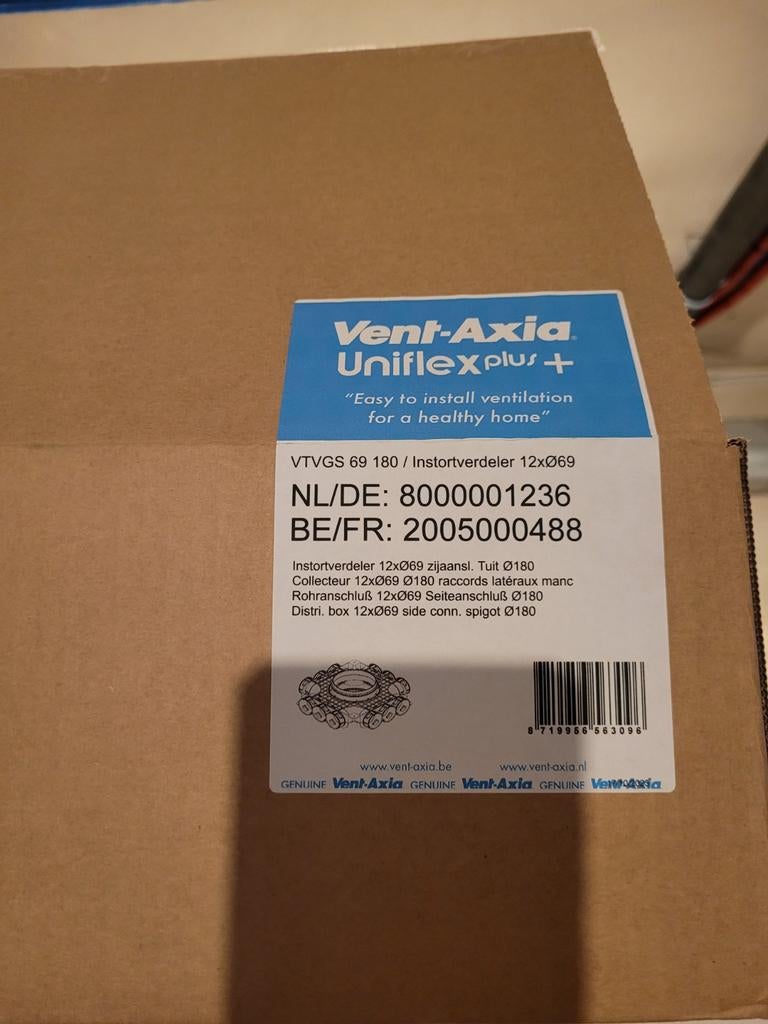 Vent-Axia®
Uniflexplus +
"Easy to install ventilation
for a healthy home"
VTVGS 69 180 / Instortverdeler 12xØ69
NL/DE: 8000001236
BE/FR: 2005000488
Instortverdeler 12xØ69 zijaansl. Tuit Ø180
Collecteur 12xØ69 Ø180 raccords latéraux manc
Rohranschluß 12xØ69 Seiteanschluß Ø180
Distri. box 12xØ69 side conn. spigot Ø180
8 719956 563096
www.vent-axia.be www.vent-axia.nl
GENUINE Vent-Axia GENUINE Vent-Axia GENUINE Vent-Axia